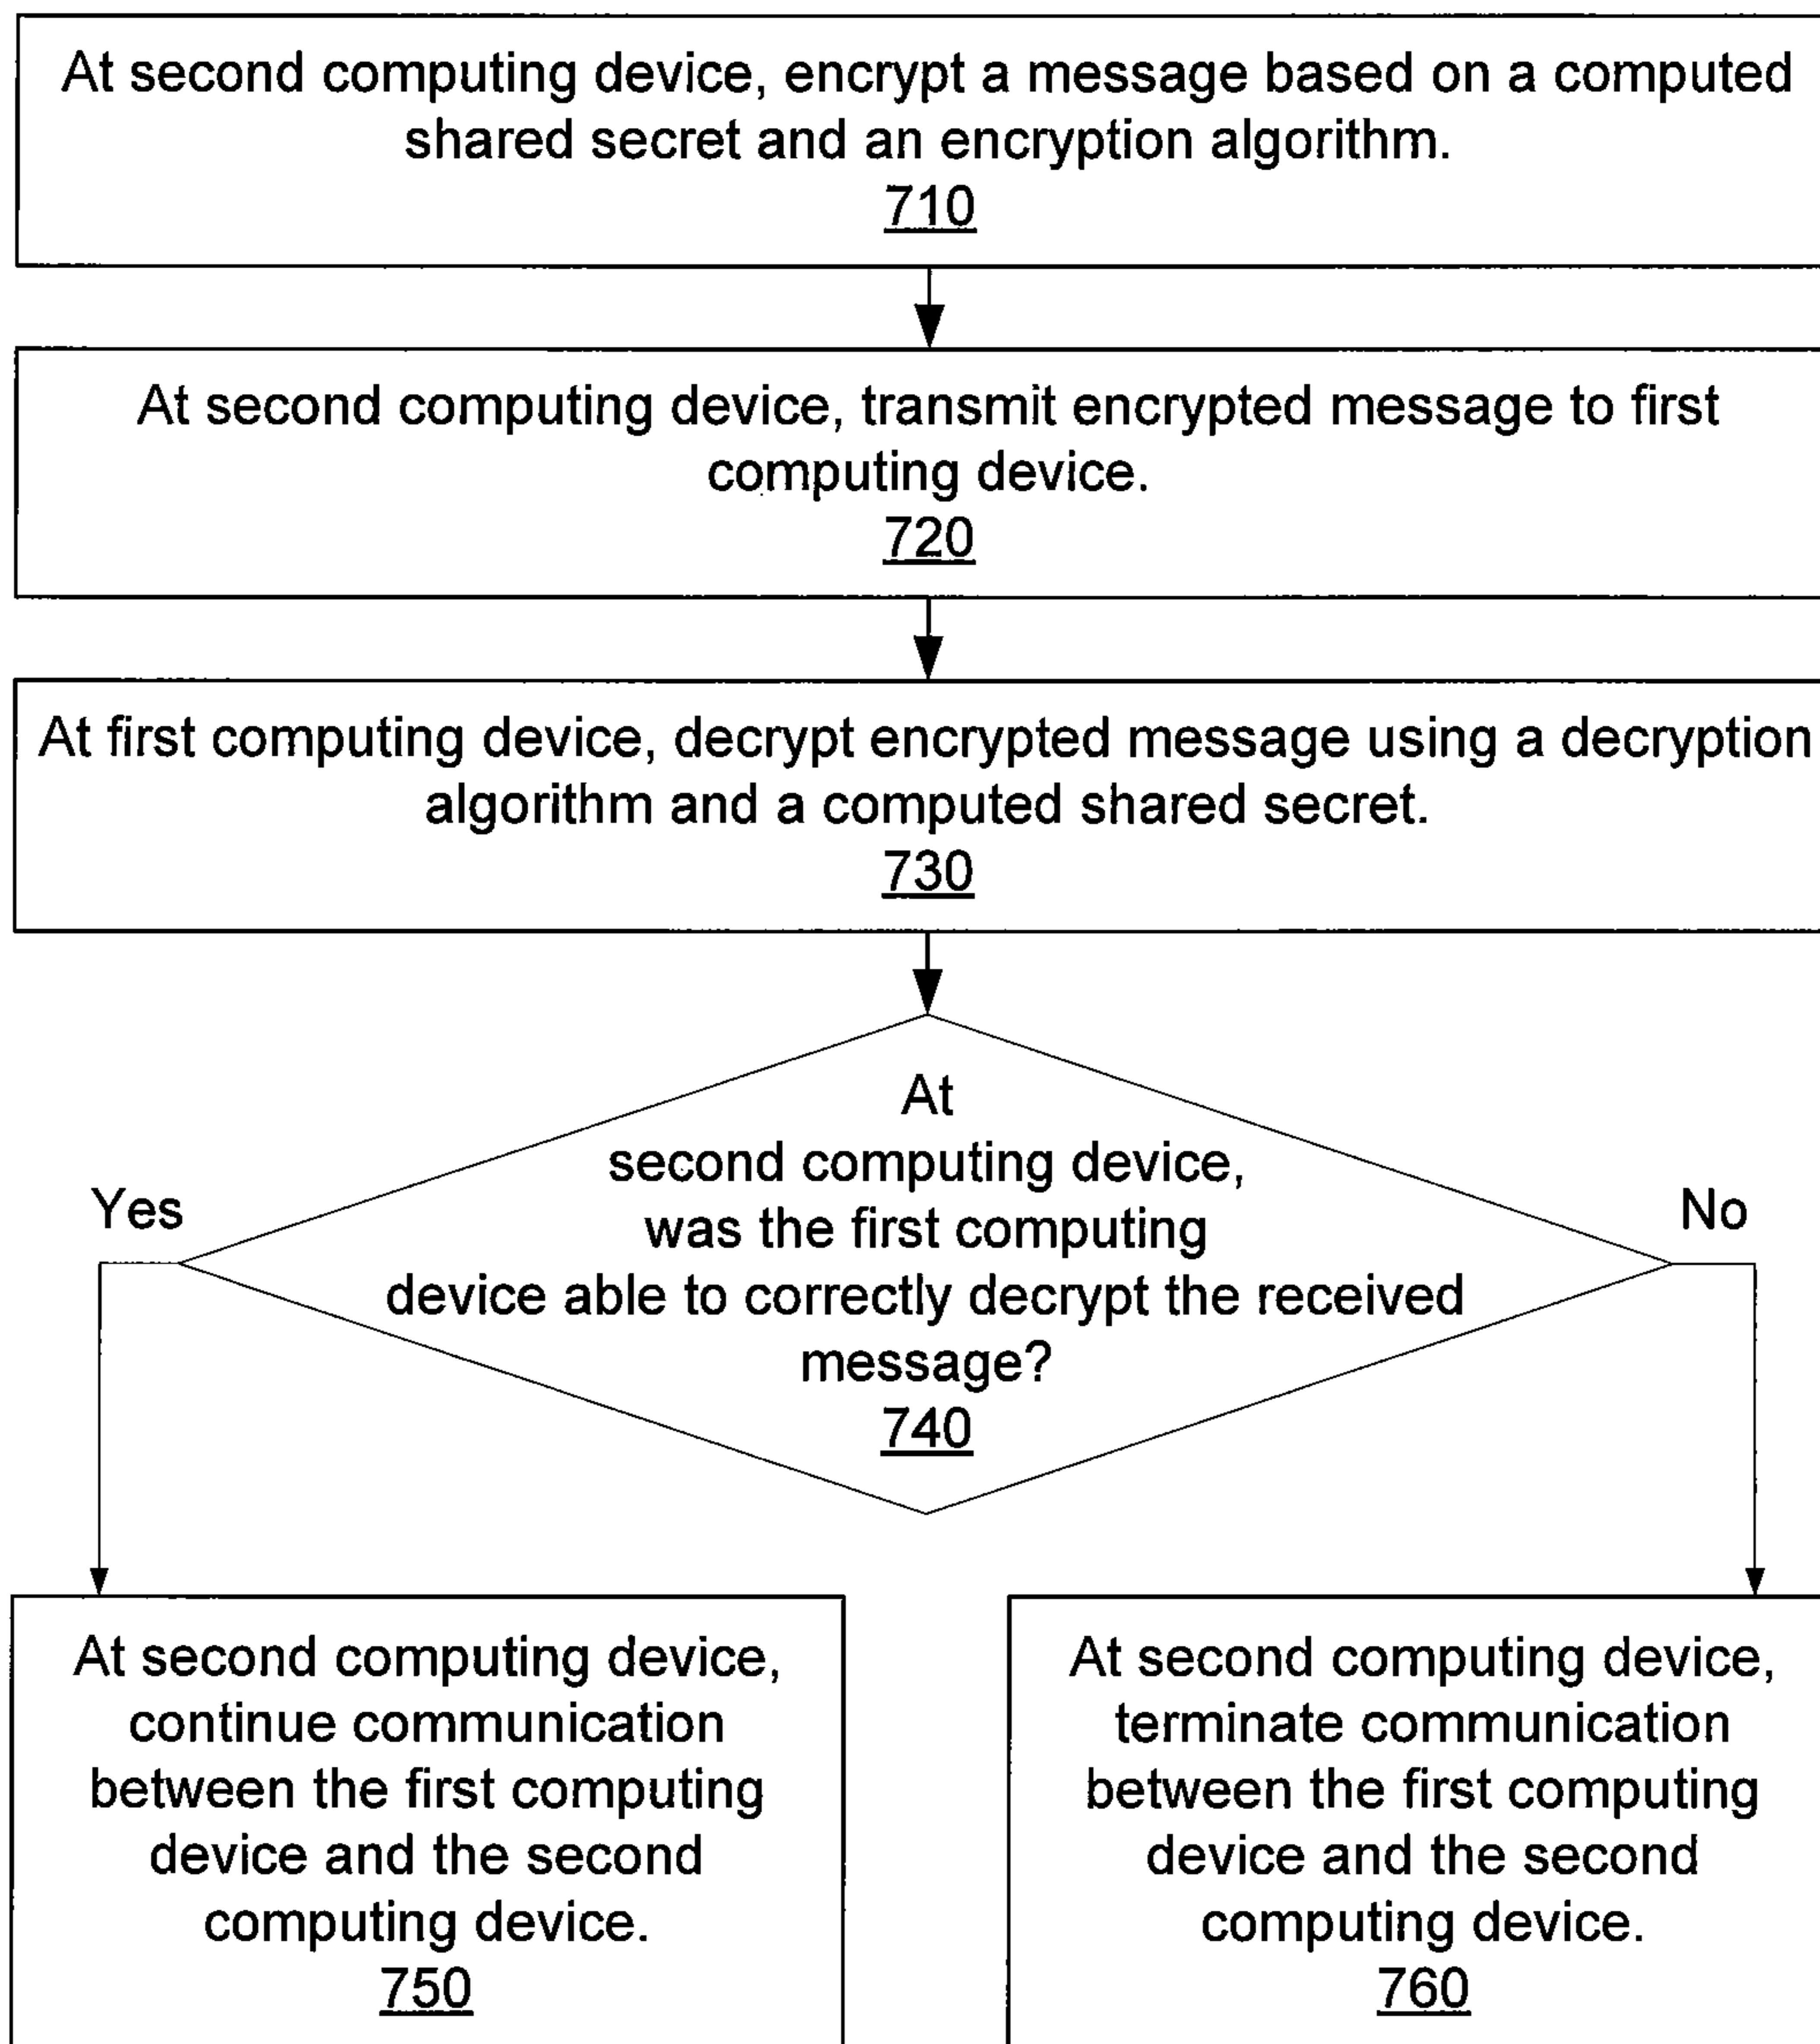 At second computing device, encrypt a message based on a computed
shared secret and an encryption algorithm.
710
At second computing device, transmit encrypted message to first
computing device.
720
At first computing device, decrypt encrypted message using a decryption
algorithm and a computed shared secret.
730
At
second computing device,
was the first computing
device able to correctly decrypt the received
message?
740
Yes
No
At second computing device,
continue communication
between the first computing
device and the second
computing device.
750
At second computing device,
terminate communication
between the first computing
device and the second
computing device.
760